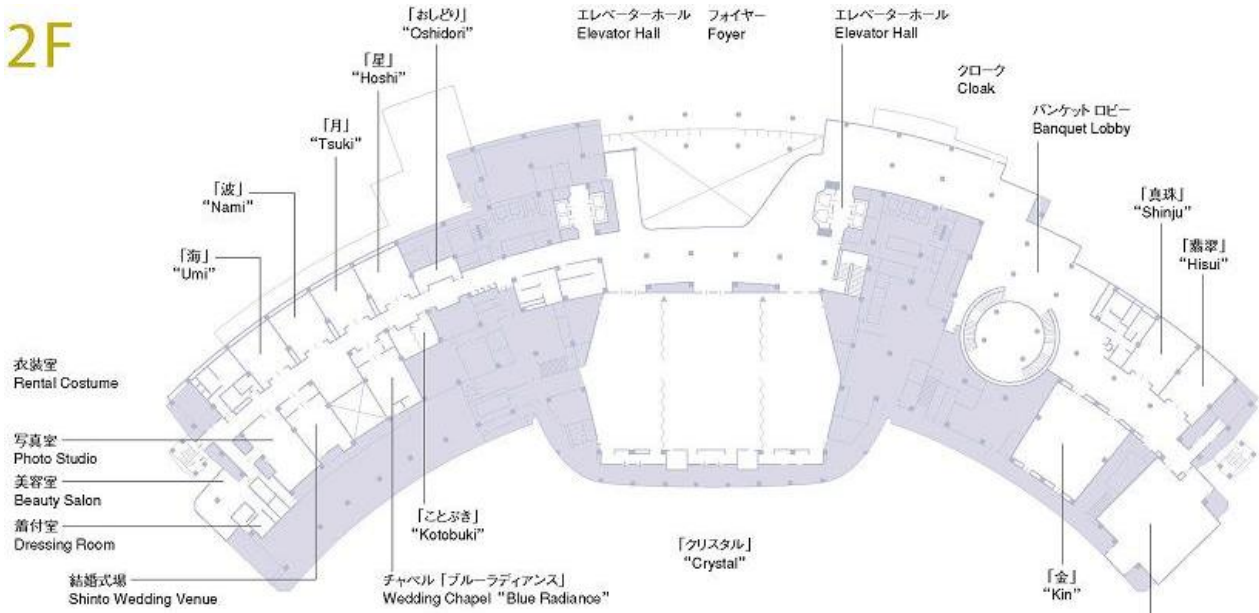 2F
「おしどり」
“Oshidori”
エレベーターホール
Elevator Hall
フォイヤー
Foyer
エレベーターホール
Elevator Hall
「星」
“Hoshi”
クローク
Cloak
「月」
“Tsuki”
バンケット ロビー
Banquet Lobby
「波」
“Nami”
「真珠」
“Shinju”
「海」
“Umi”
「翡翠」
“Hisui”
衣装室
Rental Costume
写真室
Photo Studio
美容室
Beauty Salon
着付室
Dressing Room
「ことぶき」
“Kotobuki”
「クリスタル」
“Crystal”
結婚式場
Shinto Wedding Venue
チャペル「ブルーラディアンス」
Wedding Chapel “Blue Radiance”
「金」
“Kin”